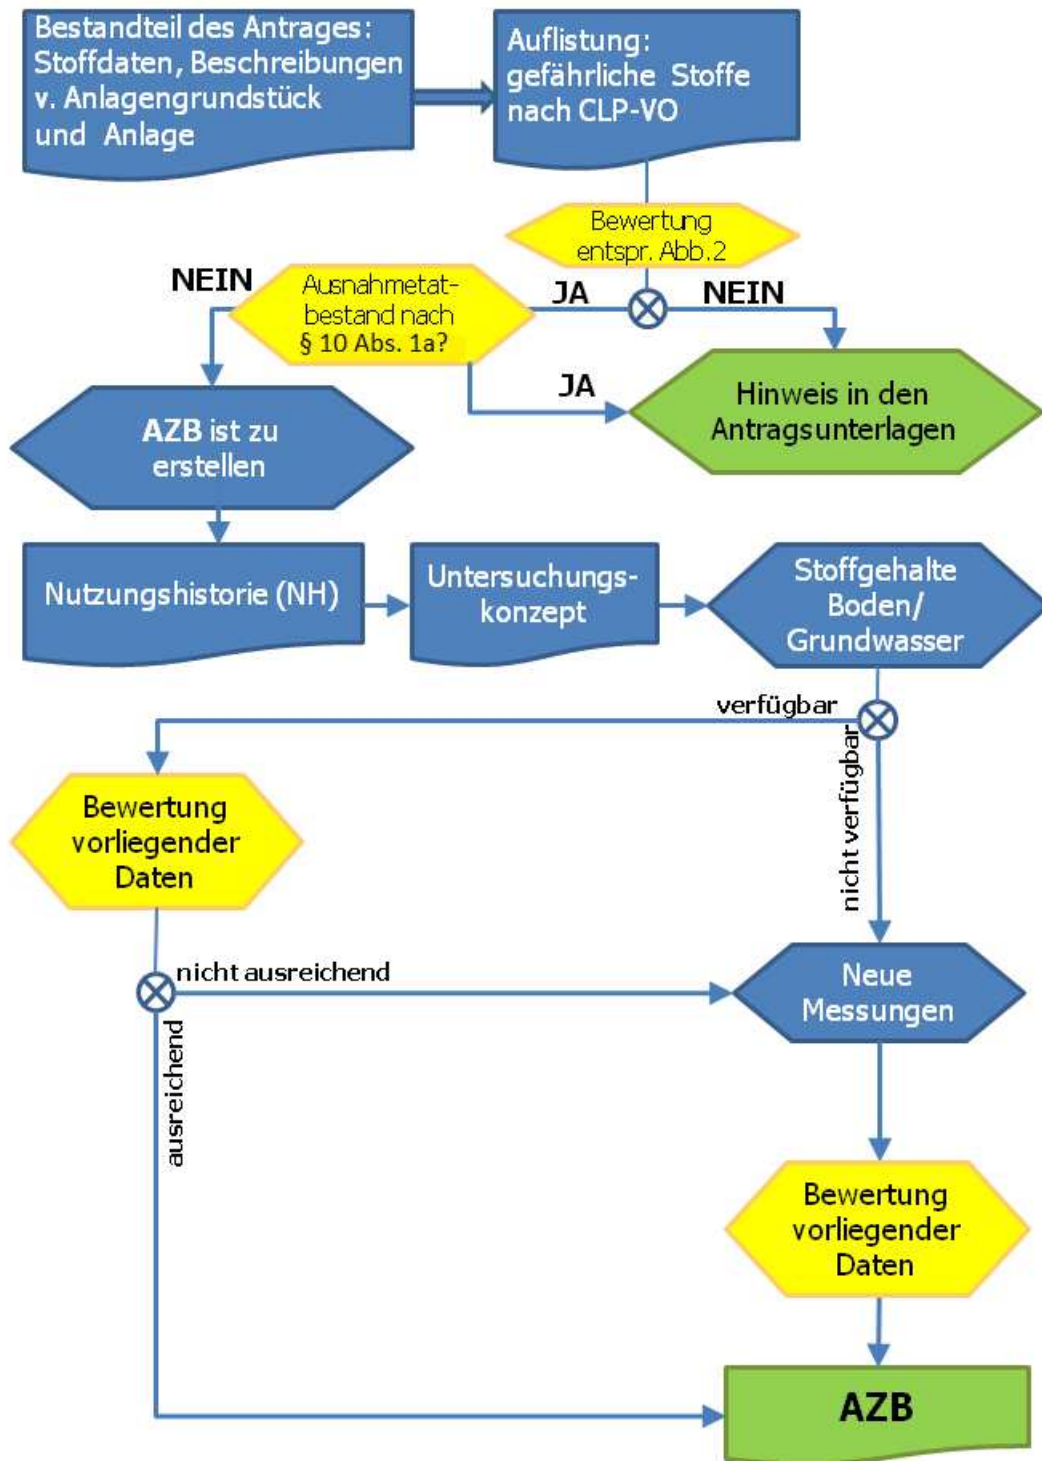 Bestandteil des Antrages:
Stoffdaten, Beschreibungen
v. Anlagengrundstück
und Anlage
Auflistung:
gefährliche Stoffe
nach CLP-VO
Bewertung
entspr. Abb.2
NEIN
Ausnahmetat-
bestand nach
§ 10 Abs. 1a?
JA
NEIN
JA
Hinweis in den
Antragsunterlagen
AZB ist zu
erstellen
Nutzungshistorie (NH)
Untersuchungs-
konzept
Stoffgehalte
Boden/
Grundwasser
verfügbar
nicht verfügbar
Bewertung
vorliegender
Daten
nicht ausreichend
ausreichend
Neue
Messungen
Bewertung
vorliegender
Daten
AZB